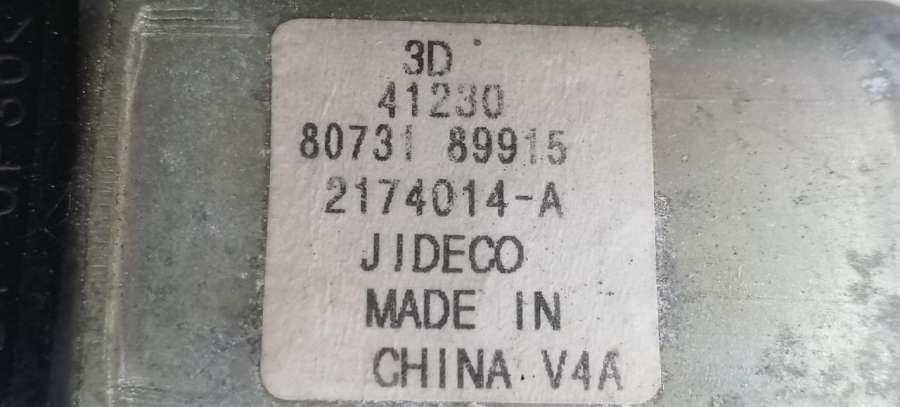 3D
41230
80731 89915
2174014-A
JIDECO
MADE IN
CHINA V4A